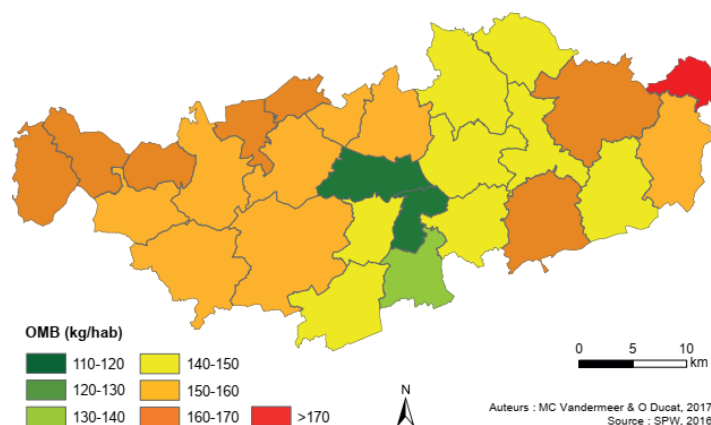 OMB (kg/hab)
110-120
120-130
130-140
140-150
150-160
160-170
>170
N
0 5 10
km
Auteurs : MC Vandermeer & O Ducat, 2017
Source : SPW, 2016